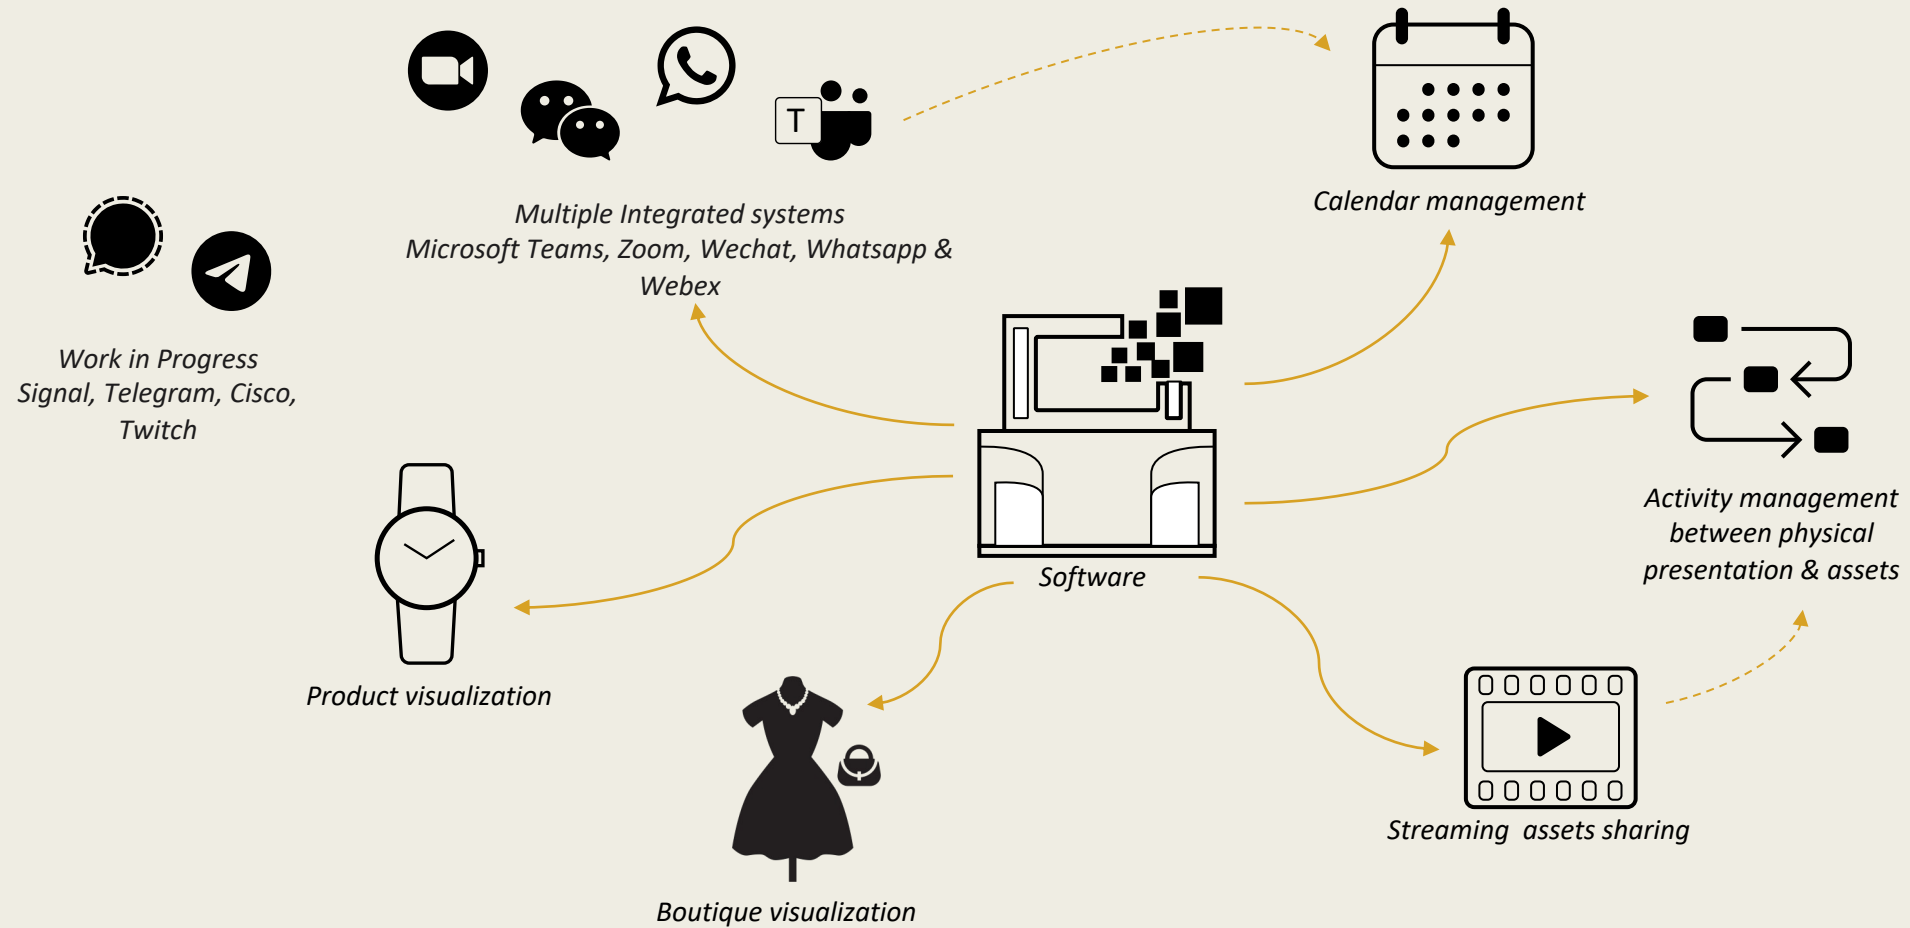 T
Multiple Integrated systems
Microsoft Teams, Zoom, Wechat, Whatsapp &
Webex
Calendar management
Work in Progress
Signal, Telegram, Cisco,
Twitch
Software
Activity management
between physical
presentation & assets
Product visualization
Streaming  assets sharing
Boutique visualization